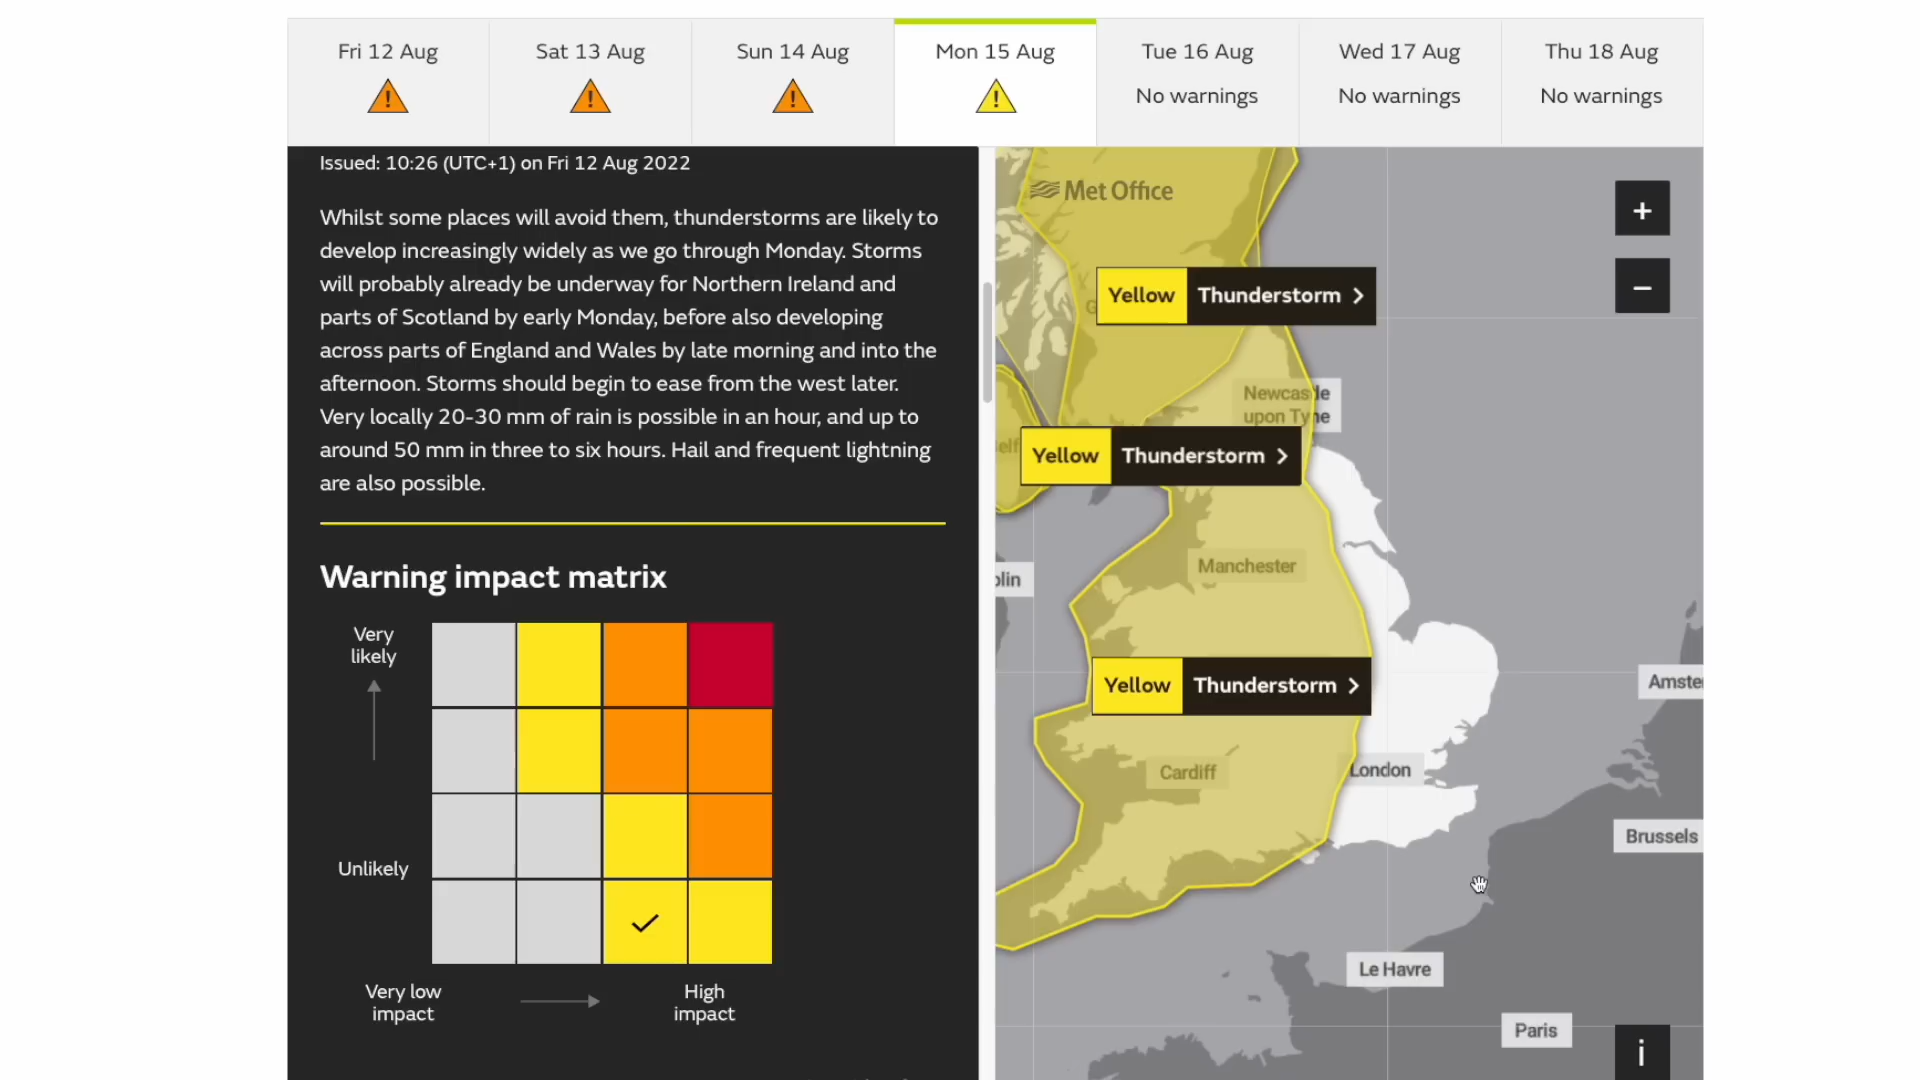 Fri 12 Aug
Sat 13 Aug
Sun 14 Aug
Mon 15 Aug
Tue 16 Aug
Wed 17 Aug
Thu 18 Aug
No warnings
No warnings
No warnings
Issued: 10:26 (UTC+1) on Fri 12 Aug 2022
Whilst some places will avoid them, thunderstorms are likely to
develop increasingly widely as we go through Monday. Storms
will probably already be underway for Northern Ireland and
parts of Scotland by early Monday, before also developing
across parts of England and Wales by late morning and into the
afternoon. Storms should begin to ease from the west later.
Very locally 20-30 mm of rain is possible in an hour, and up to
around 50 mm in three to six hours. Hail and frequent lightning
are also possible.
Warning impact matrix
Very
likely
Unlikely
Very low
impact
High
impact
Met Office
+
−
Yellow Thunderstorm >
Newcastle
upon Tyne
Yellow Thunderstorm >
Manchester
Yellow Thunderstorm >
Cardiff
London
Brussels
Le Havre
Paris
i